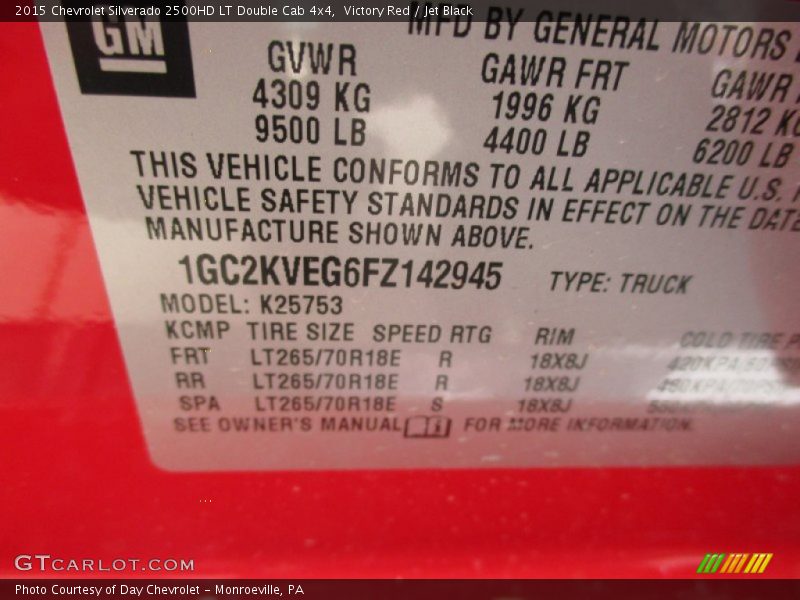 2015 Chevrolet Silverado 2500HD LT Double Cab 4x4, Victory Red / Jet Black
GM
MFD BY GENERAL MOTORS
GVWR GAWR FRT GAWR
4309 KG 1996 KG 2812 KG
9500 LB 4400 LB 6200 LB
THIS VEHICLE CONFORMS TO ALL APPLICABLE U.S.
VEHICLE SAFETY STANDARDS IN EFFECT ON THE DATE
MANUFACTURE SHOWN ABOVE.
1GC2KVEG6FZ142945 TYPE: TRUCK
MODEL: K25753
KCMP TIRE SIZE SPEED RTG RIM COLD TIRE
FRT LT265/70R18E R 18X8J
RR LT265/70R18E R 18X8J
SPA LT265/70R18E S 18X8J
SEE OWNER'S MANUAL FOR MORE INFORMATION.
GTCARLOT.COM
Photo Courtesy of Day Chevrolet - Monroeville, PA